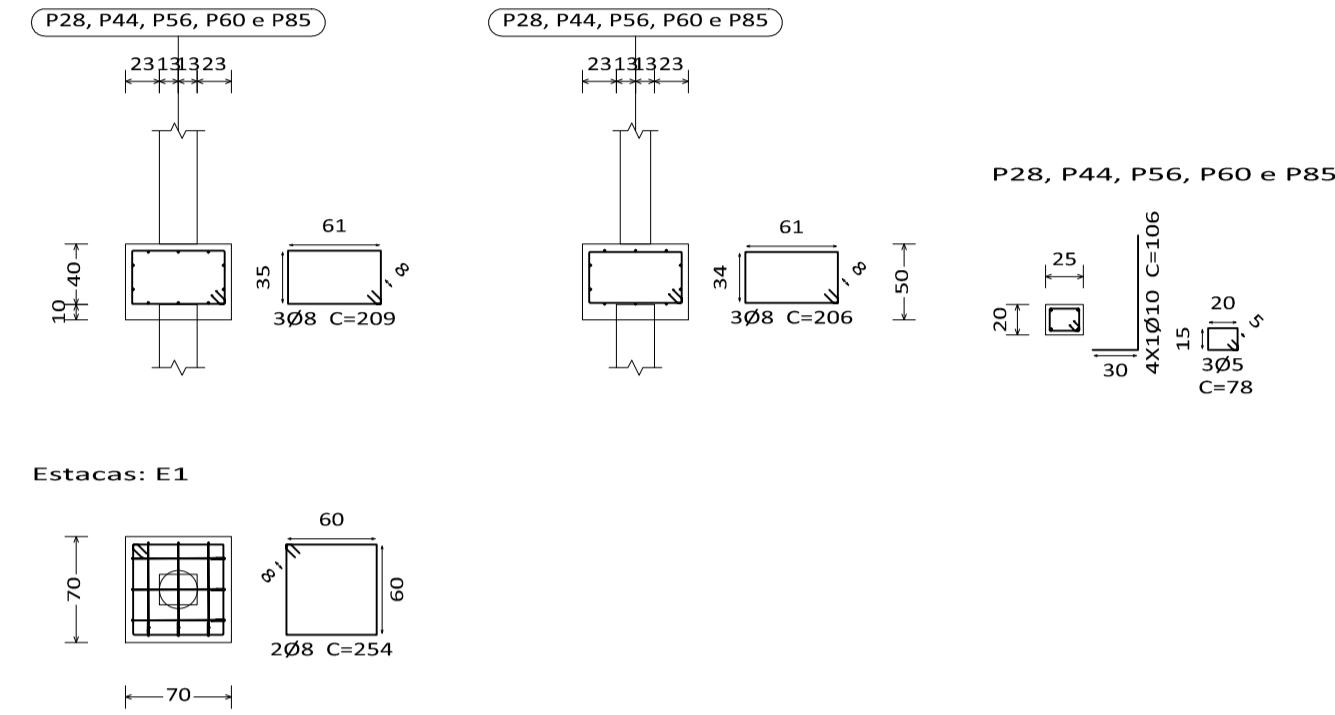 P28, P44, P56, P60 e P85
23 13 13 23
40
10
35
61
8
3Ø8 C=209
P28, P44, P56, P60 e P85
23 13 13 23
34
61
8
3Ø8 C=206
50
P28, P44, P56, P60 e P85
25
20
30
4X1Ø10 C=106
20
15
5
3Ø5
C=78
Estacas: E1
70
70
60
8
60
2Ø8 C=254